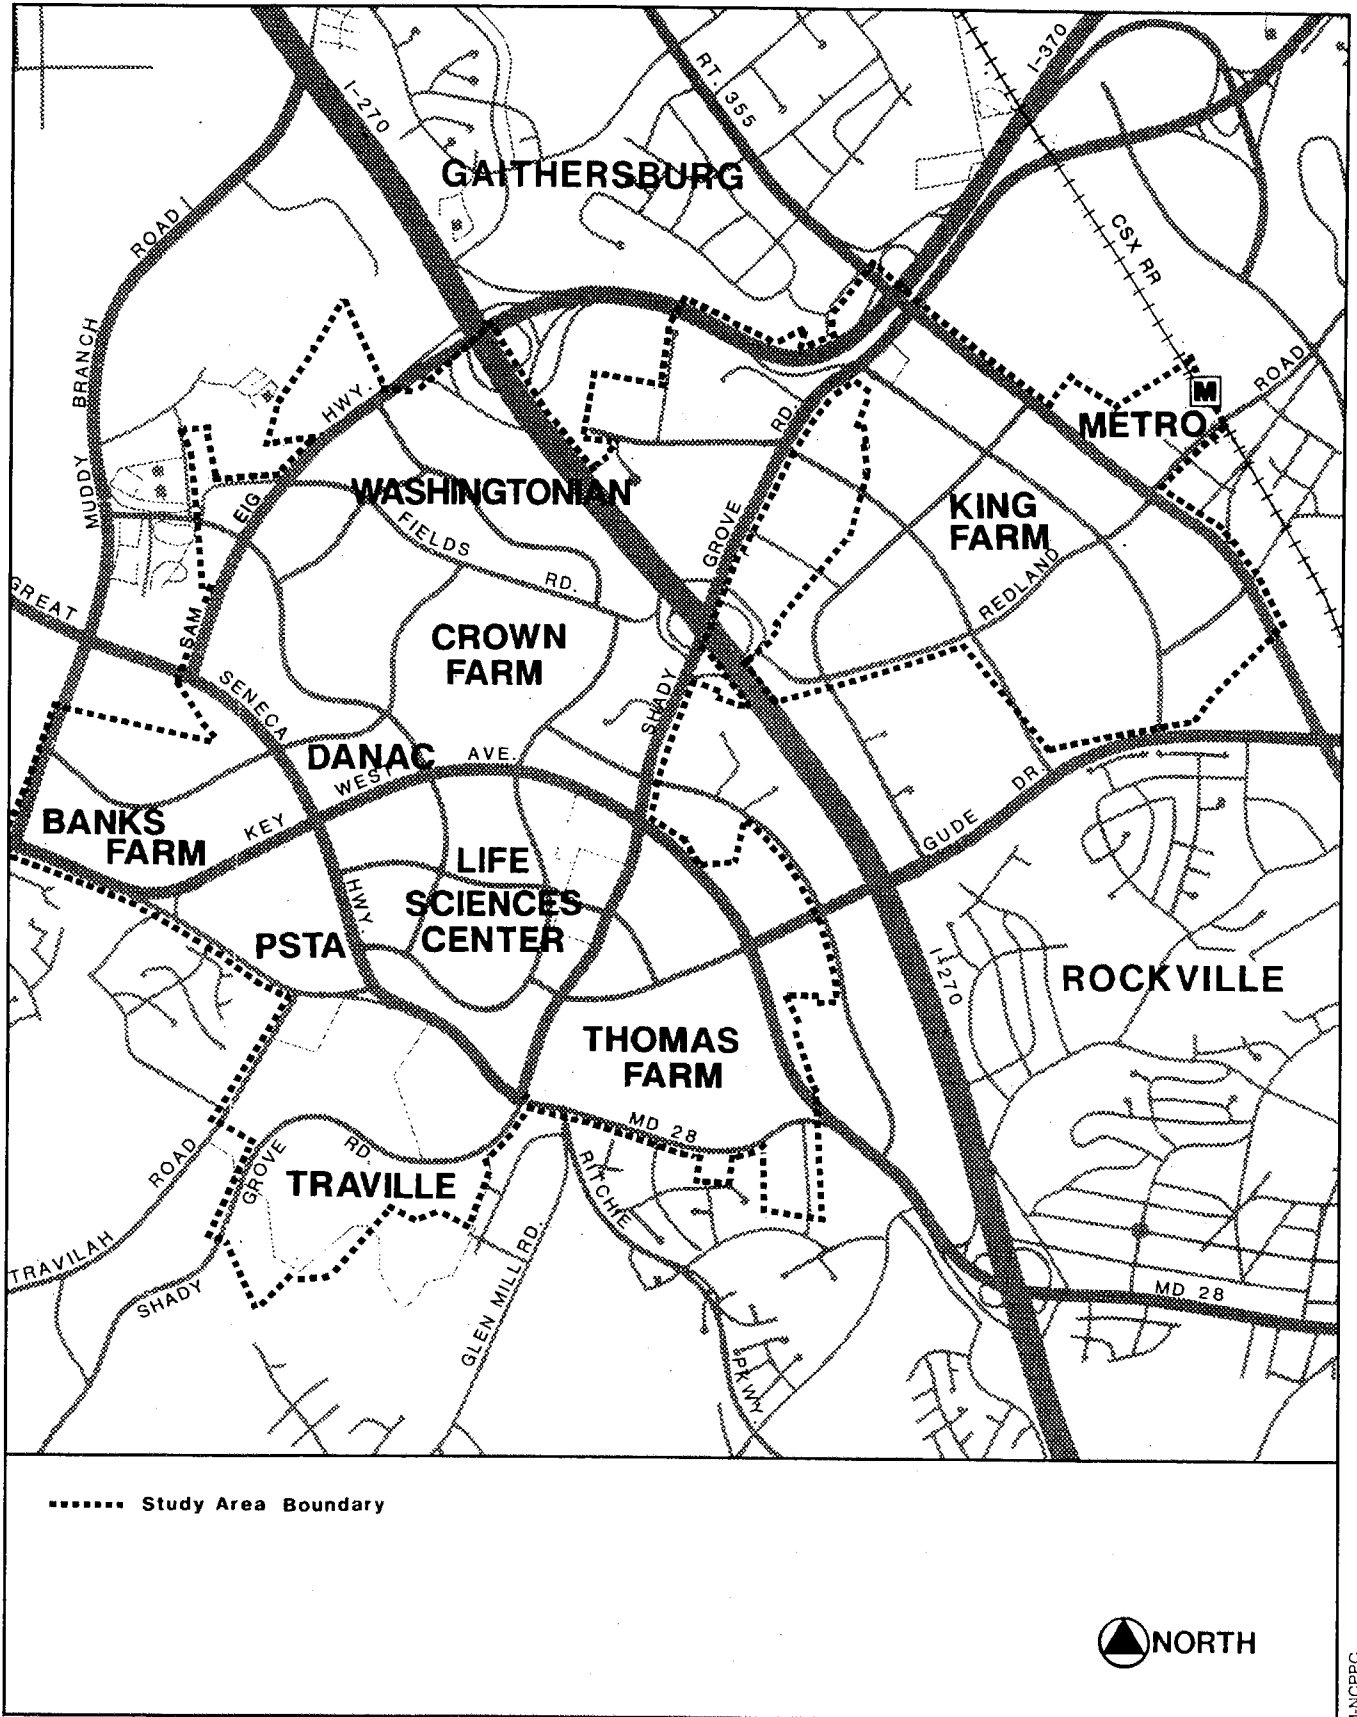 I-270
RT. 355
I-370
GAITHERSBURG
CSX RR
ROAD
BRANCH
MUDDY
HWY.
EIG
SAM
M
METRO
ROAD
RD.
GROVE
SHADY
WASHINGTONIAN
FIELDS
RD.
KING
FARM
REDLAND
GREAT
SENECA
HWY.
CROWN
FARM
DANAC
KEY
WEST
AVE.
BANKS
FARM
GUDE
DR.
LIFE
SCIENCES
CENTER
PSTA
I-270
ROCKVILLE
THOMAS
FARM
MD 28
RITCHIE
PKWY.
GROVE
RD.
TRAVILLE
TRAVILAH
ROAD
SHADY
GLEN MILL RD.
MD 28
Study Area Boundary
NORTH